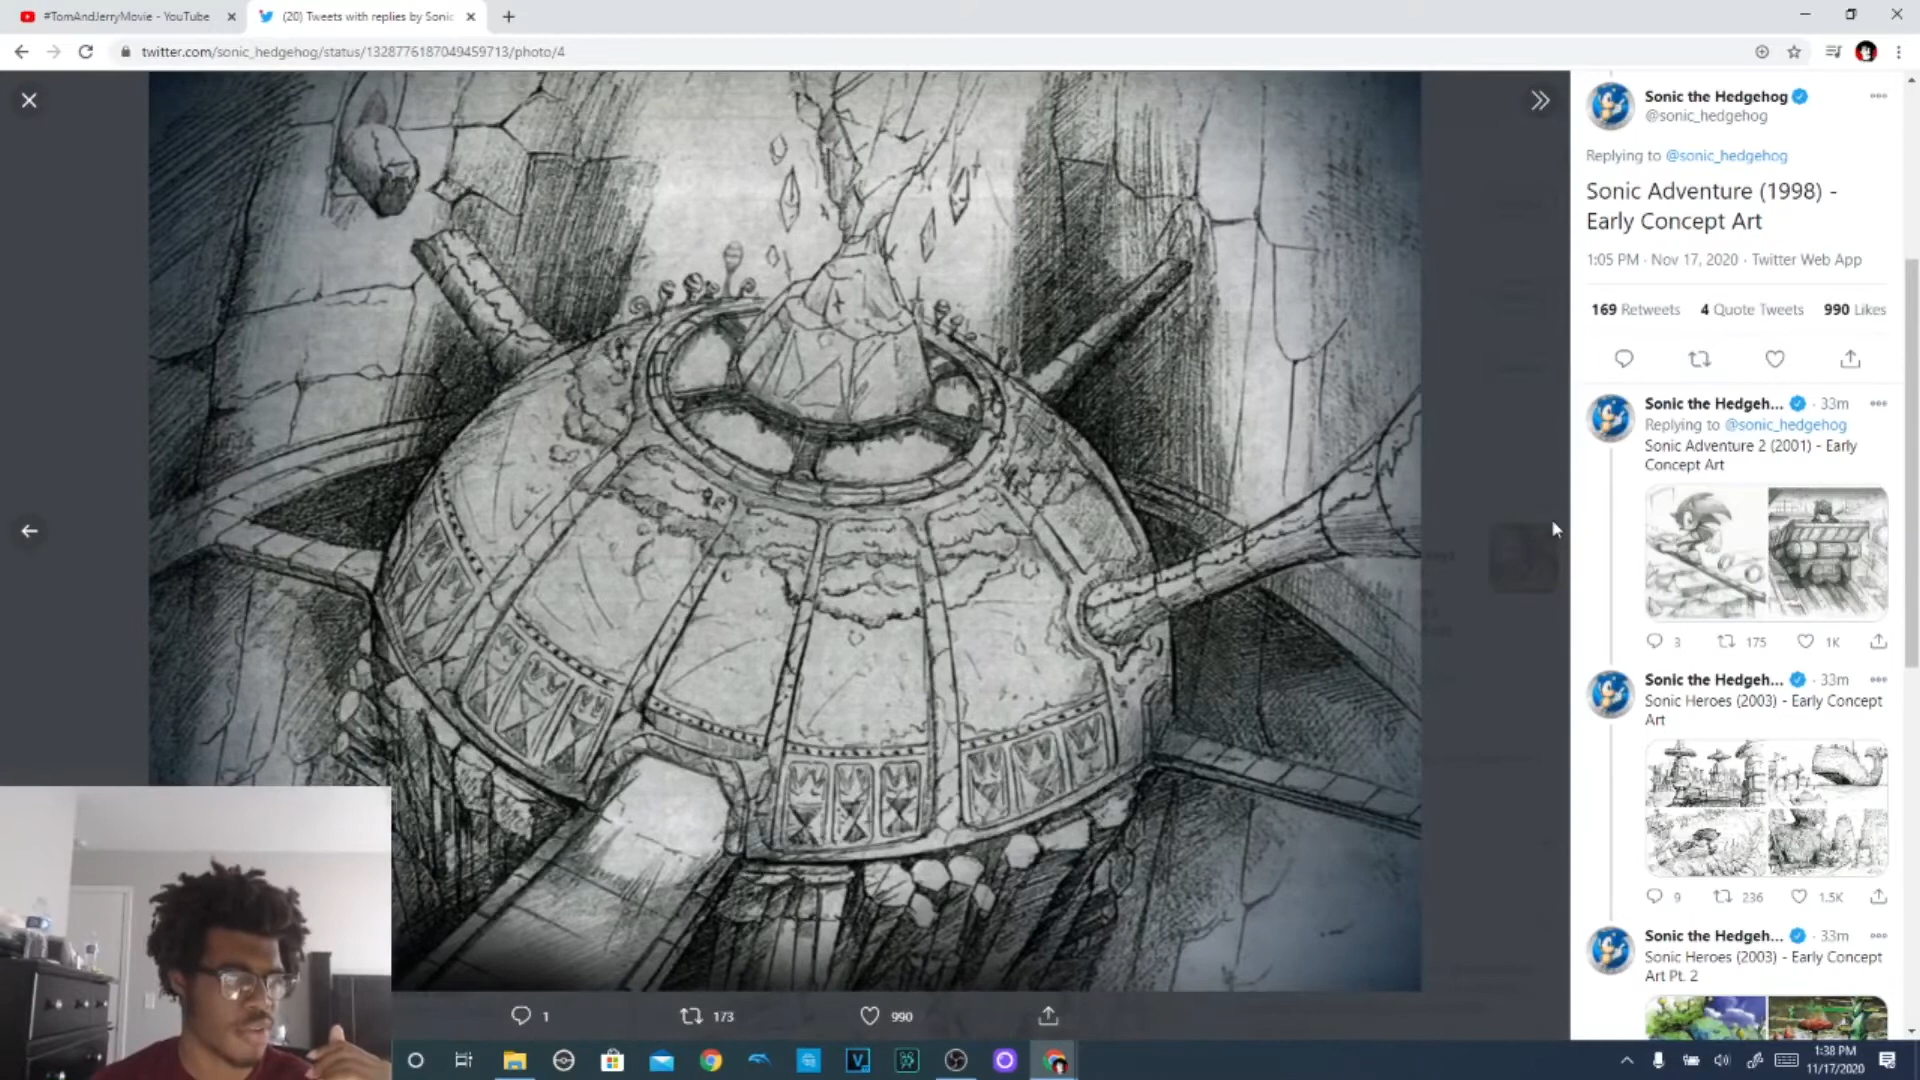 #TomAndJerryMovie - YouTube
(20) Tweets with replies by Sonic
twitter.com/sonic_hedgehog/status/1328776187049459713/photo/4
Sonic the Hedgehog
@sonic_hedgehog
Replying to @sonic_hedgehog
Sonic Adventure (1998) -
Early Concept Art
1:05 PM · Nov 17, 2020 · Twitter Web App
169 Retweets 4 Quote Tweets 990 Likes
Sonic the Hedgeh... · 33m
Replying to @sonic_hedgehog
Sonic Adventure 2 (2001) - Early
Concept Art
3 175 1K
Sonic the Hedgeh... · 33m
Sonic Heroes (2003) - Early Concept
Art
9 236 1.5K
Sonic the Hedgeh... · 33m
Sonic Heroes (2003) - Early Concept
Art Pt. 2
1 173 990
V
1:38 PM
11/17/2020